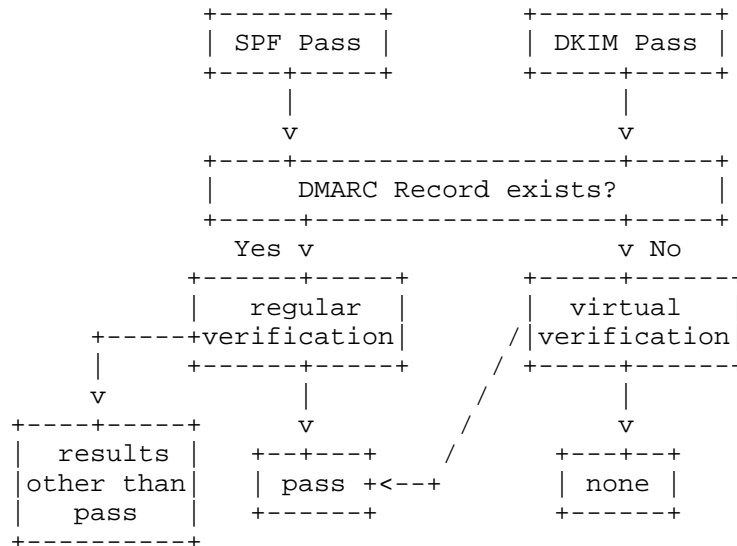 SPF Pass DKIM Pass
v v
DMARC Record exists?
Yes v v No
regular virtual
verification verification
v v v
results
other than pass none
pass